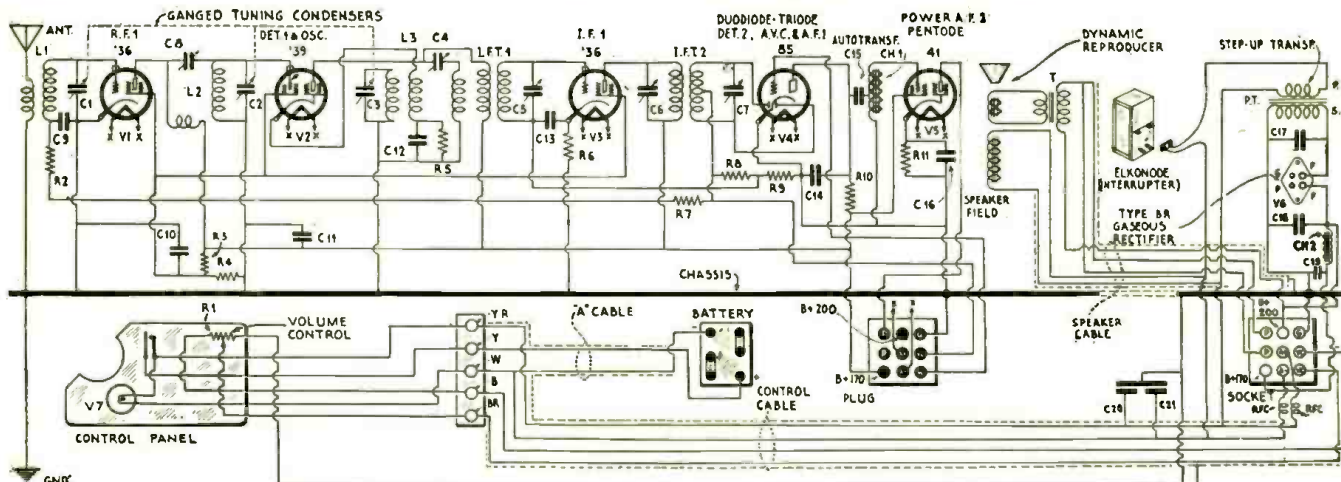 GANGED TUNING CONDENSERS
ANT.
R.F.1
'36
C8
DET.1 & OSC.
'39
L3
C4
I.F.T.1
I.F.1
'36
I.F.T.2
DUODIODE-TRIODE
DET.2, A.V.C. & A.F.1
85
AUTOTRANSF.
C15
CH.1
POWER A.F.2
PENTODE
41
DYNAMIC
REPRODUCER
STEP-UP TRANSF.
L1
C1
L2
C2
C3
C5
C6
C7
T
P.T.
P.
S.
C9
V1
X X
V2
X X
C12
R5
C13
V3
X X
R6
V4
X X
V5
X X
R11
C17
R2
R8
R9
C14
R10
C16
SPEAKER
FIELD
ELKONODE
(INTERRUPTER)
V6
F
P
R7
TYPE BR
GASEOUS
RECTIFIER
C18
CH2
C19
C10
R3
R4
C11
CHASSIS
R1
VOLUME
CONTROL
YR
Y
W
B
BR
"A" CABLE
BATTERY
B+200
B+170
PLUG
SPEAKER
CABLE
B+
200
B+170
SOCKET
RFC
RFC
V7
CONTROL PANEL
CONTROL
CABLE
C20
C21
GND.